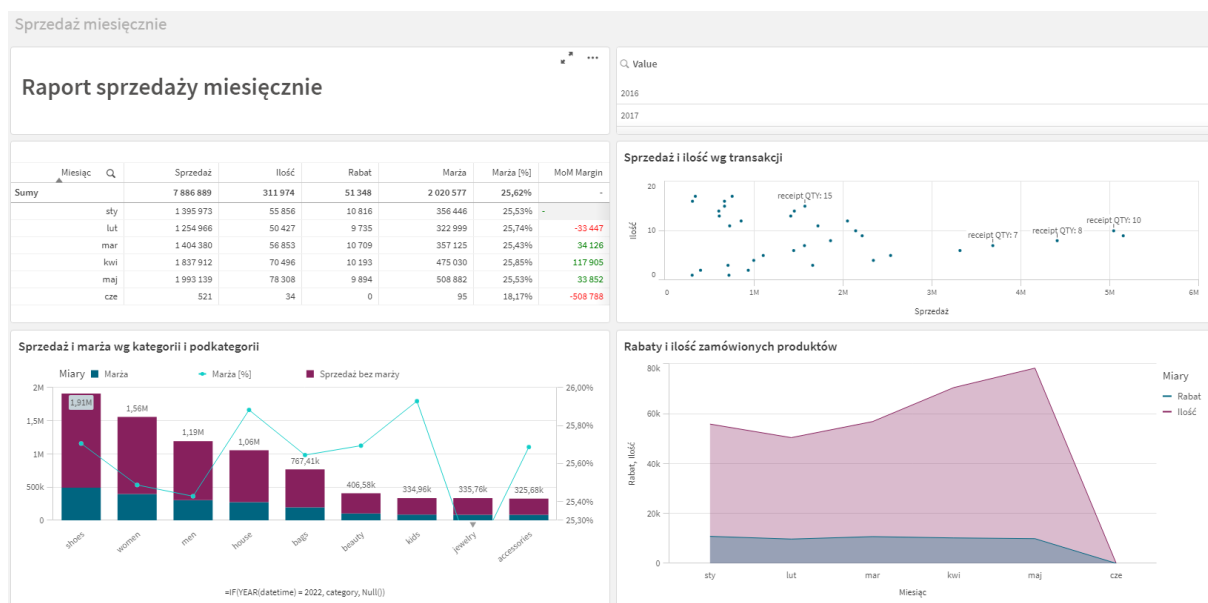 Sprzedaż miesięcznie
Raport sprzedaży miesięcznie
Value
2016
2017
Miesiąc Sprzedaż Ilość Rabat Marża Marża [%] MoM Margin
Sumy 7 886 889 311 974 51 348 2 020 577 25,62% -
sty 1 395 973 55 856 10 816 356 446 25,53% -
lut 1 254 966 50 427 9 735 322 999 25,74% -33 447
mar 1 404 380 56 853 10 709 357 125 25,43% 34 126
kwi 1 837 912 70 496 10 193 475 030 25,85% 117 905
maj 1 993 139 78 308 9 894 508 882 25,53% 33 852
cze 521 34 0 95 18,17% -508 788
Sprzedaż i ilość wg transakcji
Ilość
20
10
0
receipt QTY: 15
receipt QTY: 7
receipt QTY: 8
receipt QTY: 10
0 1M 2M 3M 4M 5M 6M
Sprzedaż
Sprzedaż i marża wg kategorii i podkategorii
Miary Marża Marża [%] Sprzedaż bez marży
2M
1,5M
1M
500k
0
1,91M
1,56M
1,19M
1,06M
767,41k
406,58k
334,96k
335,76k
325,68k
26,00%
25,80%
25,60%
25,40%
25,30%
shoes women men house bags beauty kids jewelry accessories
=IF(YEAR(datetime) = 2022, category, Null())
Rabaty i ilość zamówionych produktów
Rabat, Ilość
80k
60k
40k
20k
0
sty lut mar kwi maj cze
Miesiąc
Miary
Rabat
Ilość